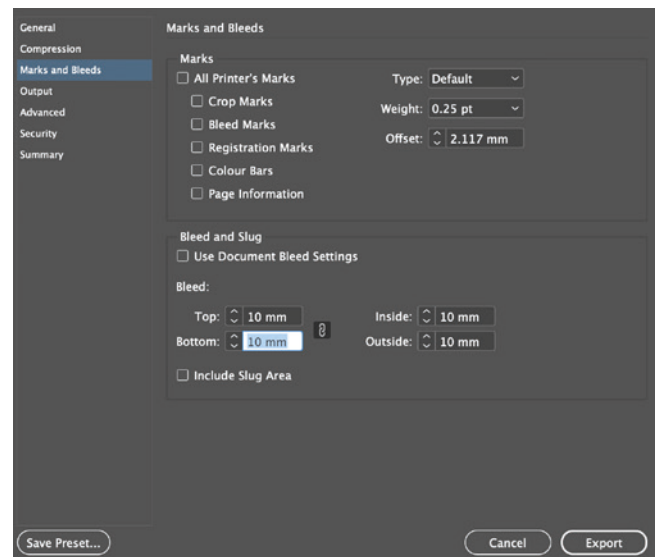 General
Compression
Marks and Bleeds
Output
Advanced
Security
Summary
Marks and Bleeds
Marks
All Printer's Marks
Crop Marks
Bleed Marks
Registration Marks
Colour Bars
Page Information
Type: Default
Weight: 0.25 pt
Offset: 2.117 mm
Bleed and Slug
Use Document Bleed Settings
Bleed:
Top: 10 mm
Bottom: 10 mm
Inside: 10 mm
Outside: 10 mm
Include Slug Area
Save Preset...
Cancel
Export